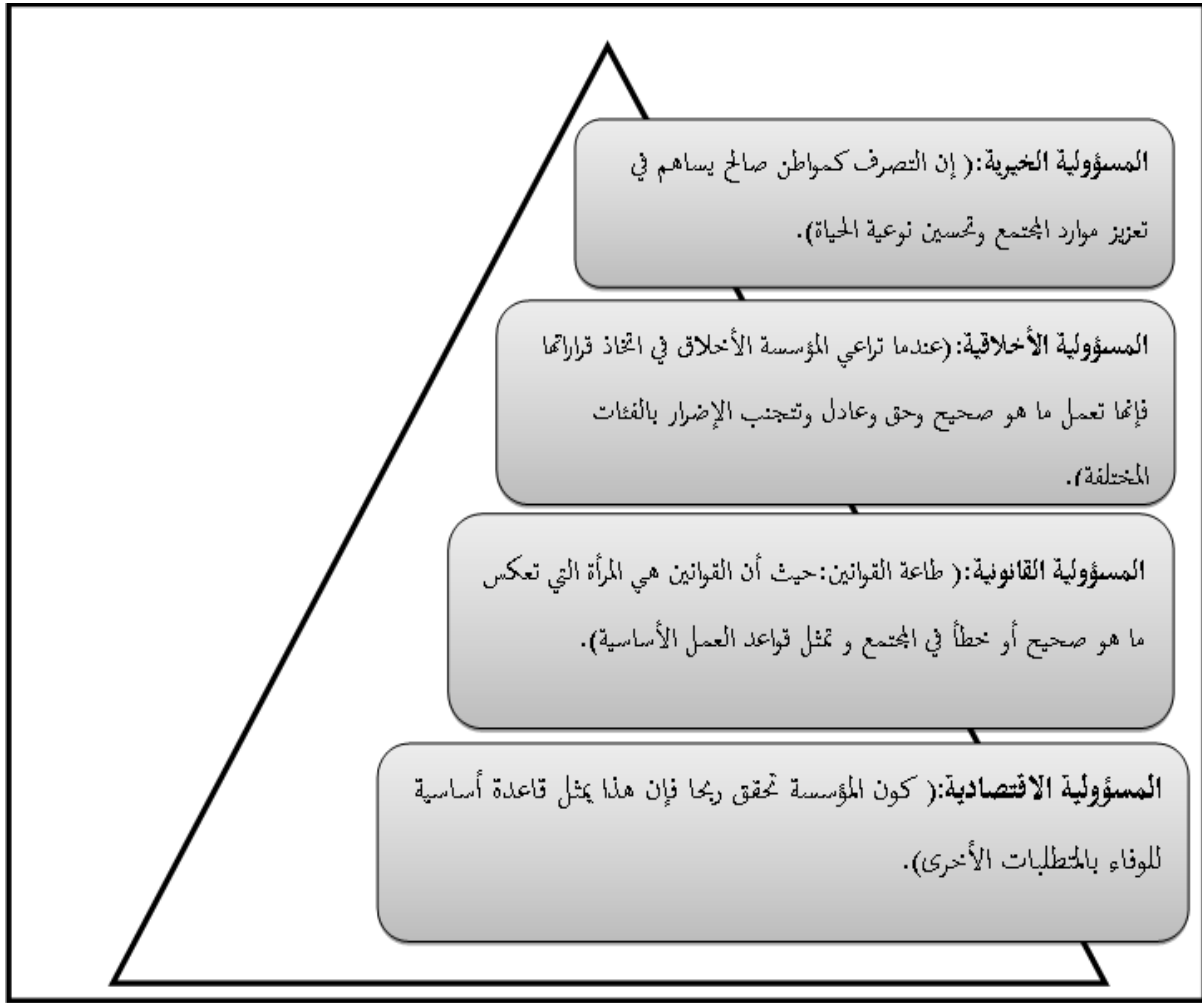 المسؤولية الخيرية:( إن التصرف كمواطن صالح يساهم في
تعزيز موارد المجتمع وتحسين نوعية الحياة).
المسؤولية الأخلاقية:(عندما تراعي المؤسسة الأخلاق في اتخاذ قراراتها
فإنها تعمل ما هو صحيح وحق وعادل وتتجنب الإضرار بالفئات
المختلفة).
المسؤولية القانونية:( طاعة القوانين:حيث أن القوانين هي المرأة التي تعكس
ما هو صحيح أو خطأ في المجتمع و تمثل قواعد العمل الأساسية).
المسؤولية الاقتصادية:( كون المؤسسة تحقق ربحا فإن هذا يمثل قاعدة أساسية
للوفاء بالمتطلبات الأخرى).